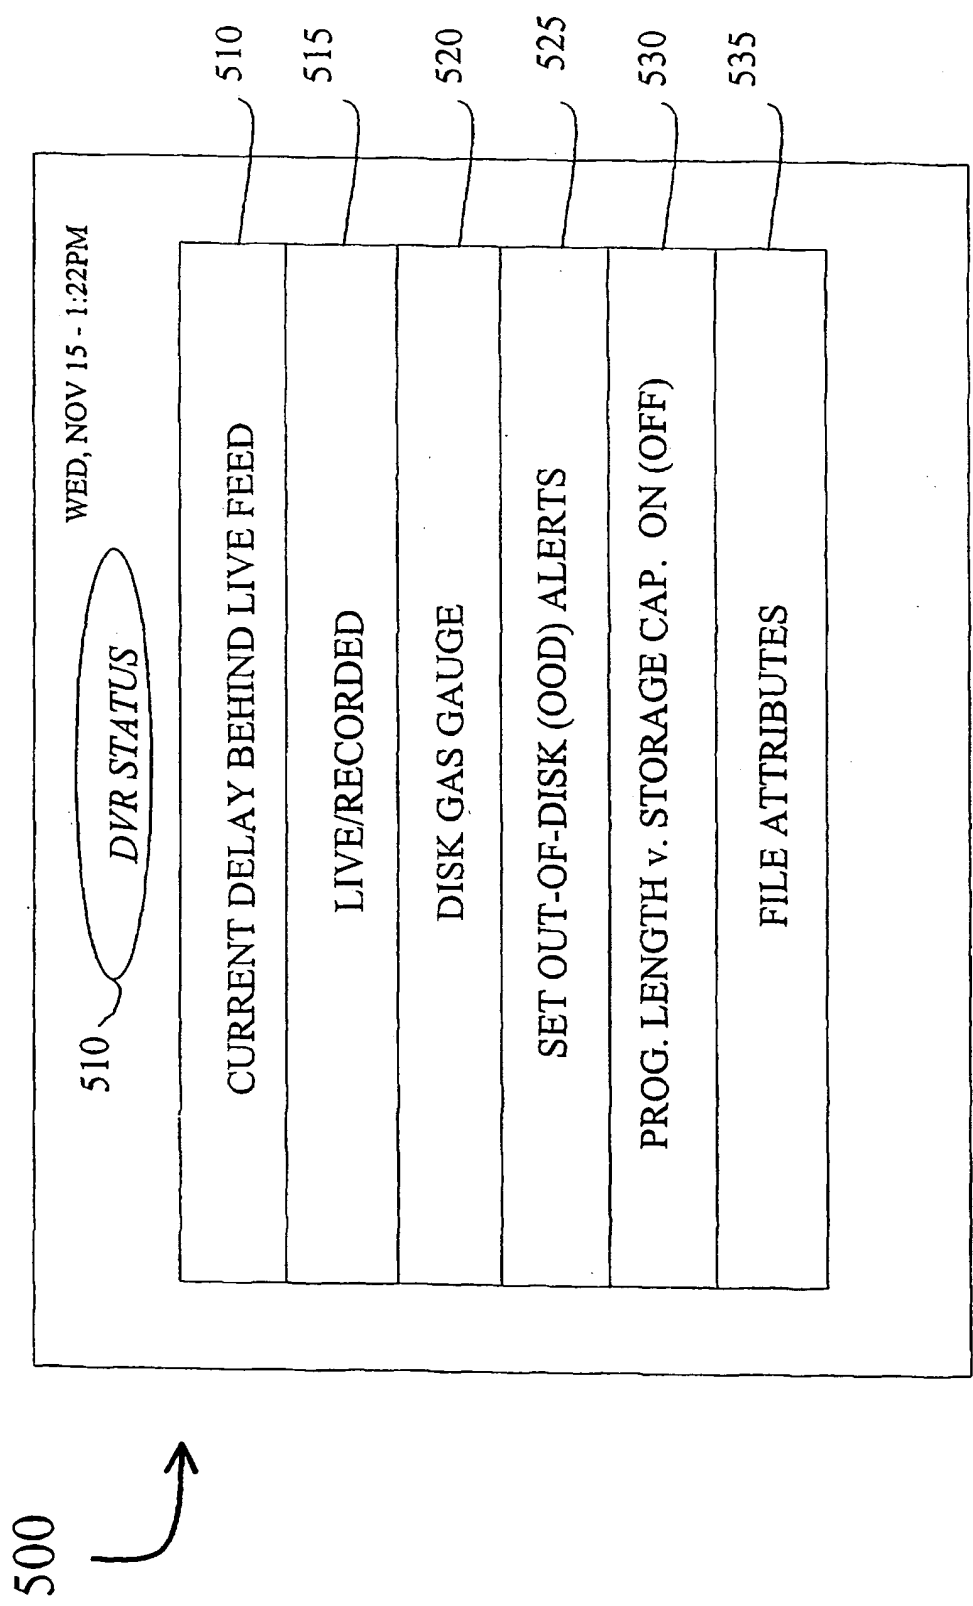 500
510
DVR STATUS
WED, NOV 15 - 1:22PM
CURRENT DELAY BEHIND LIVE FEED
510
LIVE/RECORDED
515
DISK GAS GAUGE
520
SET OUT-OF-DISK (OOD) ALERTS
525
PROG. LENGTH v. STORAGE CAP. ON (OFF)
530
FILE ATTRIBUTES
535